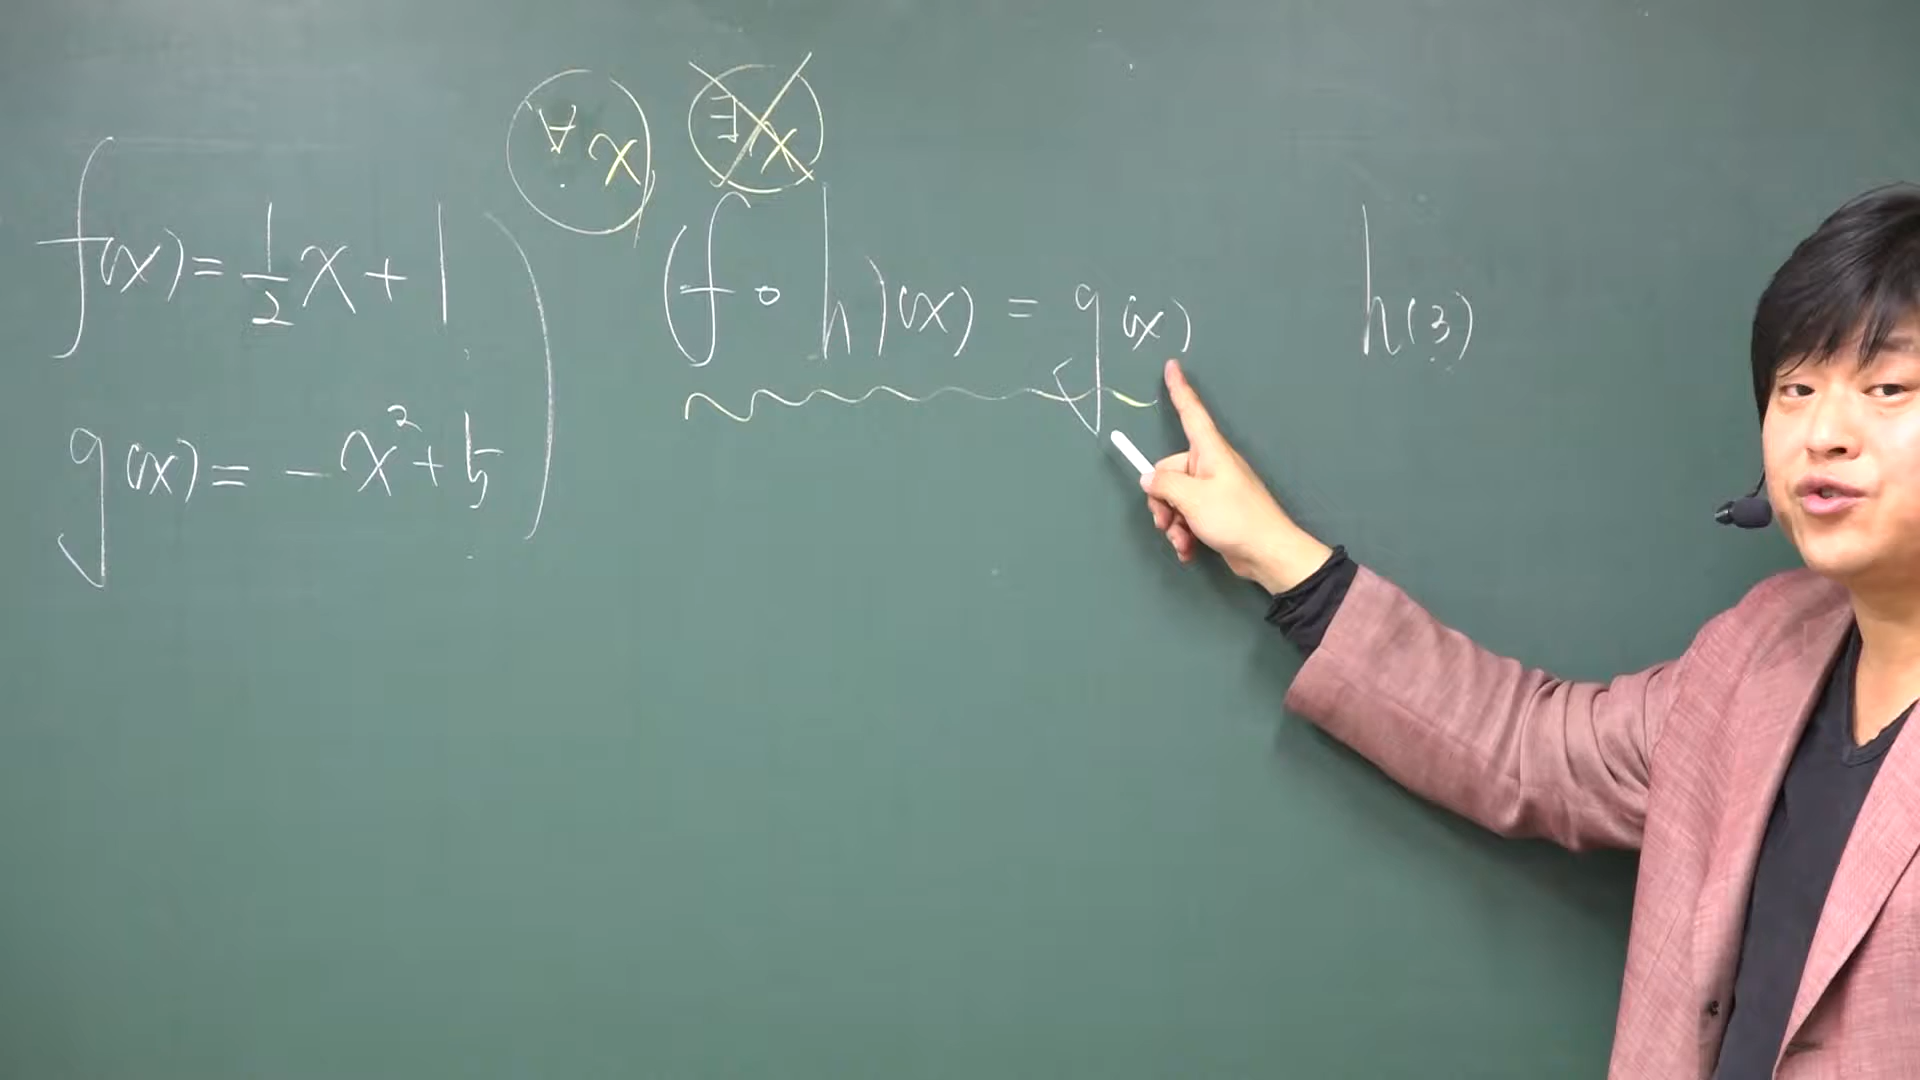 ∀x ∃x
f(x) = 1/2 x + 1 (f∘h)(x) = g(x) h(3)
g(x) = -x² + 5